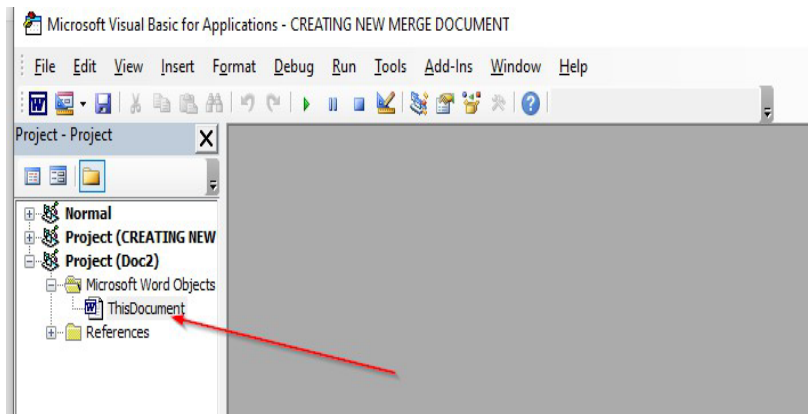 Microsoft Visual Basic for Applications - CREATING NEW MERGE DOCUMENT
File Edit View Insert Format Debug Run Tools Add-Ins Window Help
Project - Project
Normal
Project (CREATING NEW
Project (Doc2)
Microsoft Word Objects
ThisDocument
References